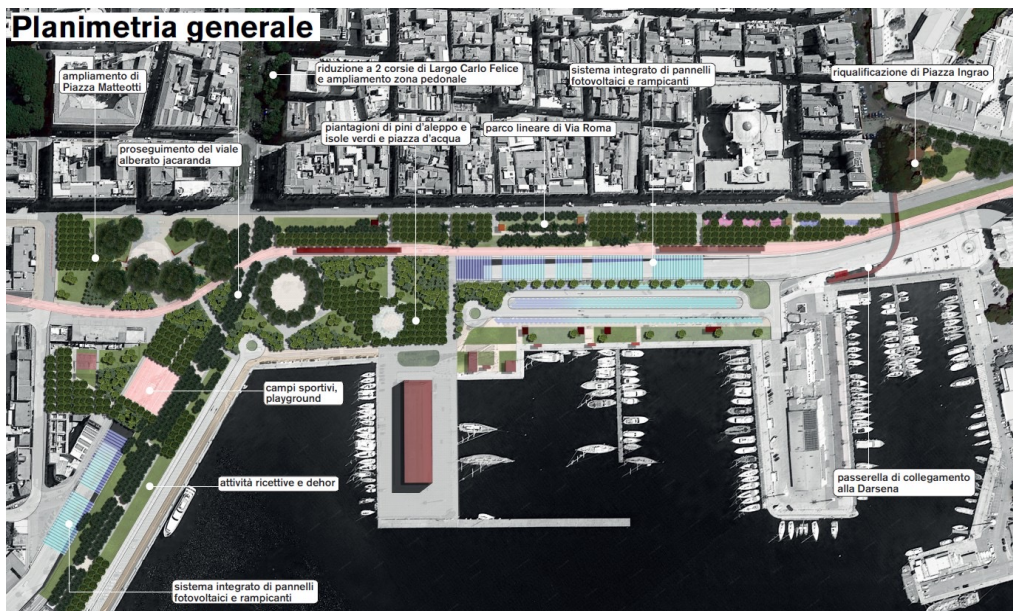 Planimetria generale
ampliamento di
Piazza Matteotti
riduzione a 2 corsie di Largo Carlo Felice
e ampliamento zona pedonale
sistema integrato di pannelli
fotovoltaici e rampicanti
riqualificazione di Piazza Ingrao
proseguimento del viale
alberato jacaranda
piantagioni di pini d'aleppo e
isole verdi e piazza d'acqua
parco lineare di Via Roma
campi sportivi,
playground
attività ricettive e dehor
passerella di collegamento
alla Darsena
sistema integrato di pannelli
fotovoltaici e rampicanti